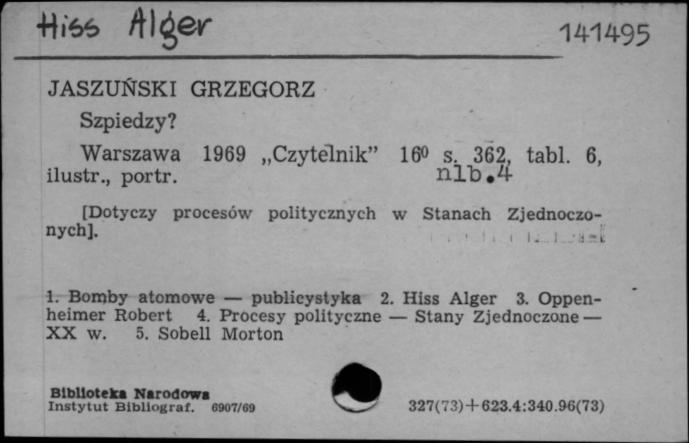 Hiss Alger
141495
JASZUŃSKI GRZEGORZ
Szpiedzy?
Warszawa 1969 „Czytelnik” 16⁰ s. 362, tabl. 6,
ilustr., portr. nlb.4
[Dotyczy procesów politycznych w Stanach Zjednoczo-
nych].
1. Bomby atomowe — publicystyka 2. Hiss Alger 3. Oppen-
heimer Robert 4. Procesy polityczne — Stany Zjednoczone —
XX w. 5. Sobell Morton
Biblioteka Narodowa
Instytut Bibliograf. 6907/69
327(73)+623.4:340.96(73)